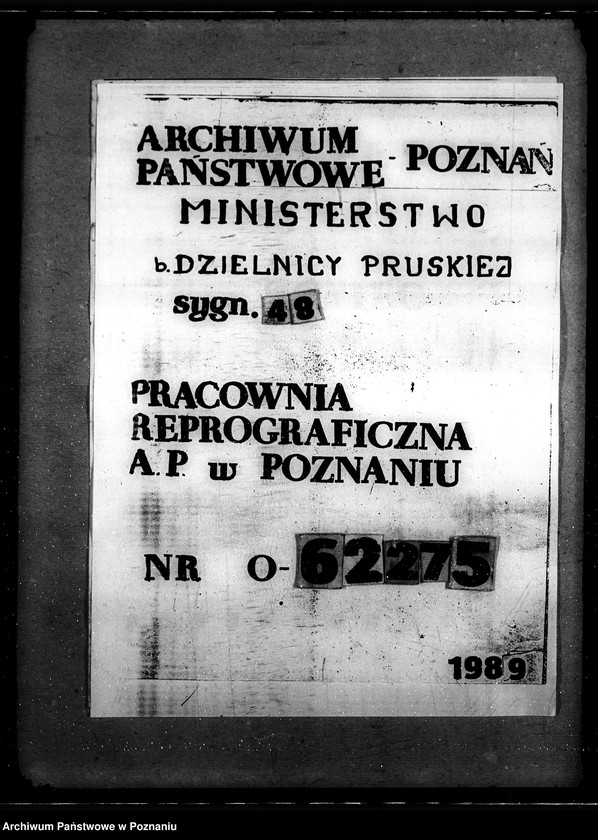 ARCHIWUM
PAŃSTWOWE - POZNAŃ
MINISTERSTWO
b. DZIELNICY PRUSKIEJ
sygn. 48
PRACOWNIA
REPROGRAFICZNA
A.P. w POZNANIU
NR O-62275
1989
Archiwum Państwowe w Poznaniu